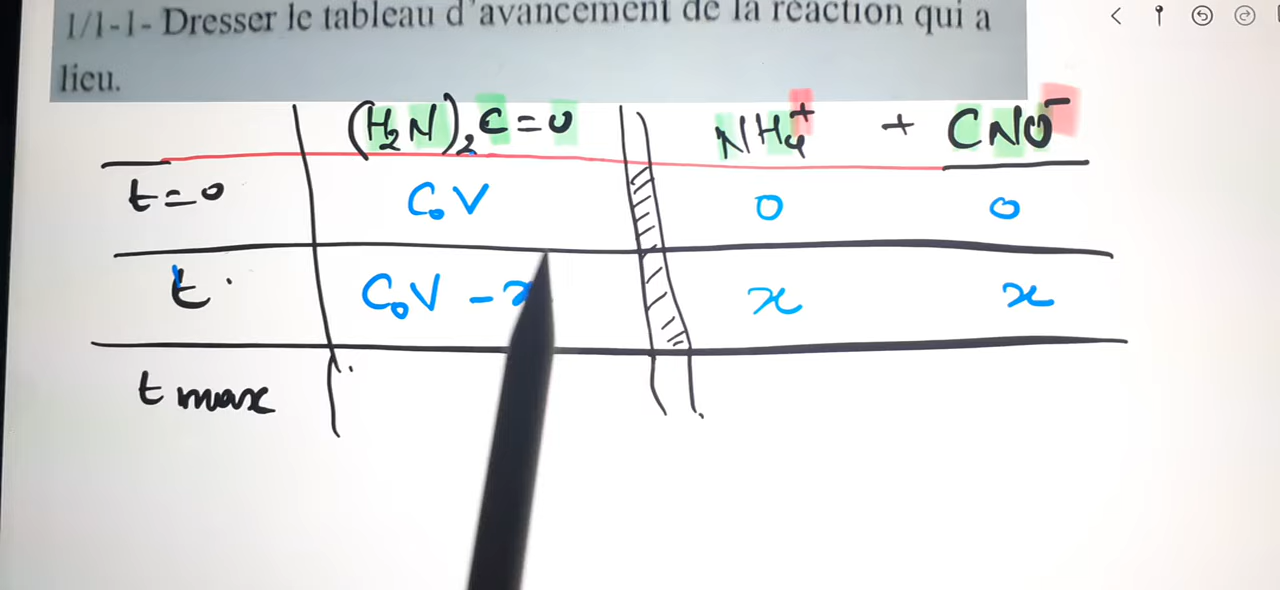 1/1-1- Dresser le tableau d'avancement de la réaction qui a
lieu.
(H₂N)₂C=O NH₄⁺ + CNO⁻
t=0 C₀V 0 0
t C₀V - x x x
t max